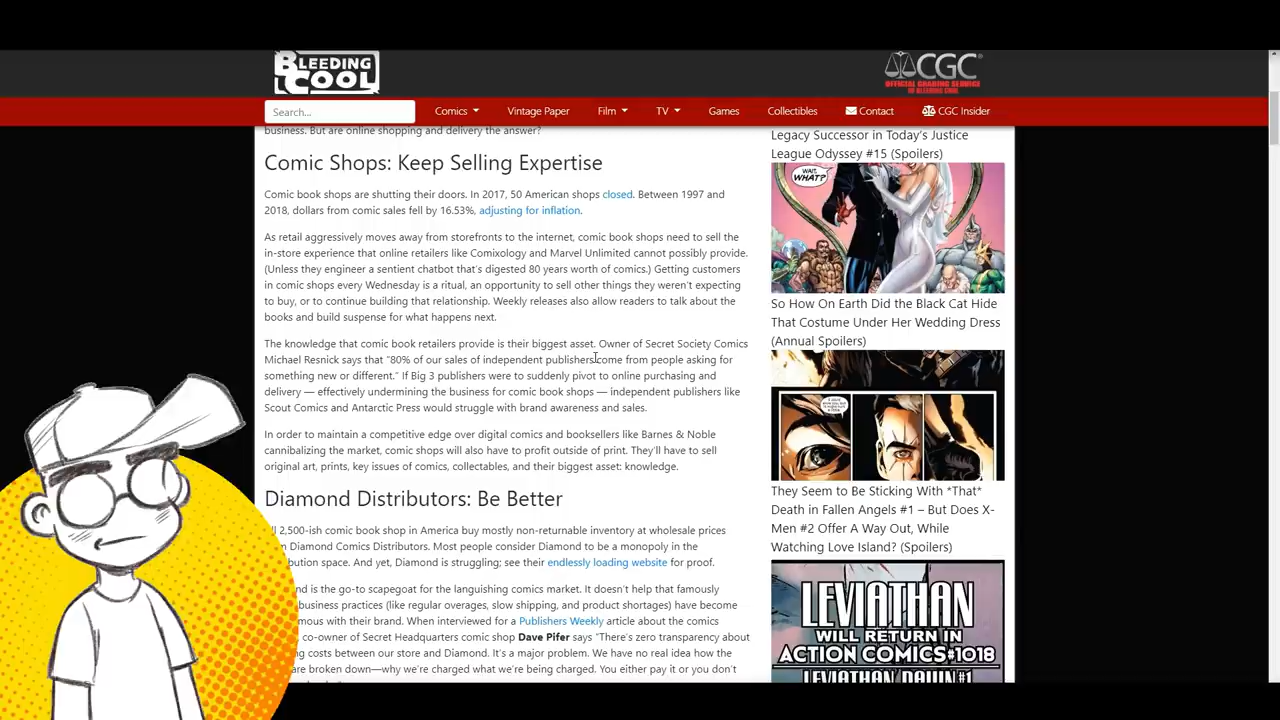 BLEEDING COOL
CGC
OFFICIAL GRADING SERVICE
OF BLEEDING COOL
Search...
Comics
Vintage Paper
Film
TV
Games
Collectibles
Contact
CGC Insider
business. But are online shopping and delivery the answer?
Comic Shops: Keep Selling Expertise
Comic book shops are shutting their doors. In 2017, 50 American shops closed. Between 1997 and
2018, dollars from comic sales fell by 16.53%, adjusting for inflation.
As retail aggressively moves away from storefronts to the internet, comic book shops need to sell the
in-store experience that online retailers like Comixology and Marvel Unlimited cannot possibly provide.
(Unless they engineer a sentient chatbot that's digested 80 years worth of comics.) Getting customers
in comic shops every Wednesday is a ritual, an opportunity to sell other things they weren't expecting
to buy, or to continue building that relationship. Weekly releases also allow readers to talk about the
books and build suspense for what happens next.
The knowledge that comic book retailers provide is their biggest asset. Owner of Secret Society Comics
Michael Resnick says that "80% of our sales of independent publishers come from people asking for
something new or different." If Big 3 publishers were to suddenly pivot to online purchasing and
delivery — effectively undermining the business for comic book shops — independent publishers like
Scout Comics and Antarctic Press would struggle with brand awareness and sales.
In order to maintain a competitive edge over digital comics and booksellers like Barnes & Noble
cannibalizing the market, comic shops will also have to profit outside of print. They'll have to sell
original art, prints, key issues of comics, collectables, and their biggest asset: knowledge.
Diamond Distributors: Be Better
2,500-ish comic book shop in America buy mostly non-returnable inventory at wholesale prices
Diamond Comics Distributors. Most people consider Diamond to be a monopoly in the
space. And yet, Diamond is struggling; see their endlessly loading website for proof.
is the go-to scapegoat for the languishing comics market. It doesn't help that famously
business practices (like regular overages, slow shipping, and product shortages) have become
with their brand. When interviewed for a Publishers Weekly article about the comics
co-owner of Secret Headquarters comic shop Dave Pifer says "There's zero transparency about
costs between our store and Diamond. It's a major problem. We have no real idea how the
are broken down—why we're charged what we're being charged. You either pay it or you don't
Legacy Successor in Today's Justice
League Odyssey #15 (Spoilers)
WAIT. WHAT?
So How On Earth Did the Black Cat Hide
That Costume Under Her Wedding Dress
(Annual Spoilers)
They Seem to Be Sticking With *That*
Death in Fallen Angels #1 – But Does X-
Men #2 Offer A Way Out, While
Watching Love Island? (Spoilers)
LEVIATHAN
WILL RETURN IN
ACTION COMICS #1018
LEVIATHAN DAWN #1